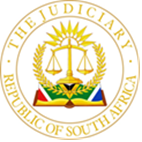 · THE JUDICIARY ·
REPUBLIC OF SOUTH AFRICA